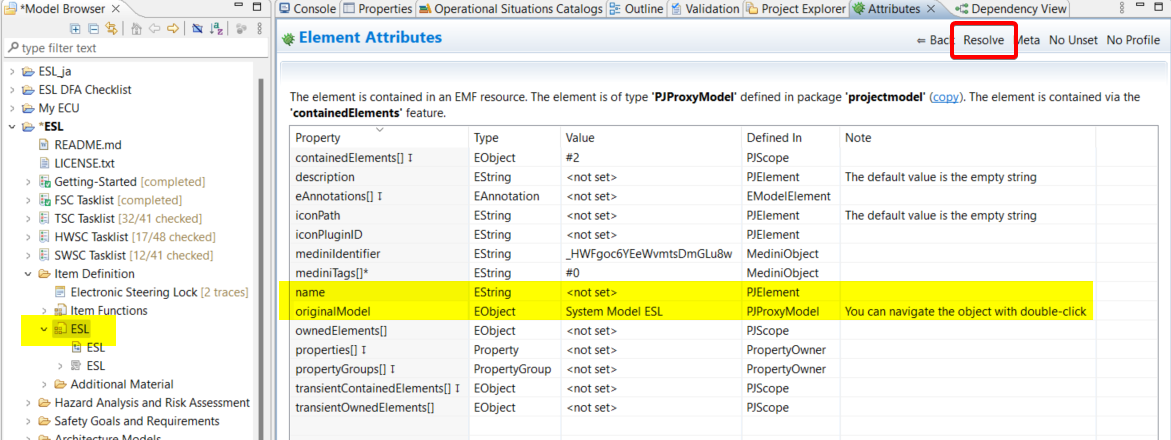 *Model Browser
Console Properties Operational Situations Catalogs Outline Validation Project Explorer Attributes Dependency View
type filter text
Element Attributes
Back Resolve Meta No Unset No Profile
ESL_ja
ESL DFA Checklist
My ECU
*ESL
README.md
LICENSE.txt
Getting-Started [completed]
FSC Tasklist [completed]
TSC Tasklist [32/41 checked]
HWSC Tasklist [17/48 checked]
SWSC Tasklist [12/41 checked]
Item Definition
Electronic Steering Lock [2 traces]
Item Functions
ESL
ESL
ESL
Additional Material
Hazard Analysis and Risk Assessment
Safety Goals and Requirements
Architecture Models
The element is contained in an EMF resource. The element is of type 'PJProxyModel' defined in package 'projectmodel' (copy). The element is contained via the
'containedElements' feature.
Property Type Value Defined In Note
containedElements[] EObject #2 PJScope
description EString <not set> PJElement The default value is the empty string
eAnnotations[] EAnnotation <not set> EModelElement
iconPath EString <not set> PJElement The default value is the empty string
iconPluginID EString <not set> PJElement
mediniIdentifier EString _HWFgoc6YEeWvmtsDmGLu8w MediniObject
mediniTags[]* EString #0 MediniObject
name EString <not set> PJElement
originalModel EObject System Model ESL PJProxyModel You can navigate the object with double-click
ownedElements[] EObject <not set> PJScope
properties[] Property <not set> PropertyOwner
propertyGroups[] PropertyGroup <not set> PropertyOwner
transientContainedElements[] EObject <not set> PJScope
transientOwnedElements[] EObject <not set> PJScope